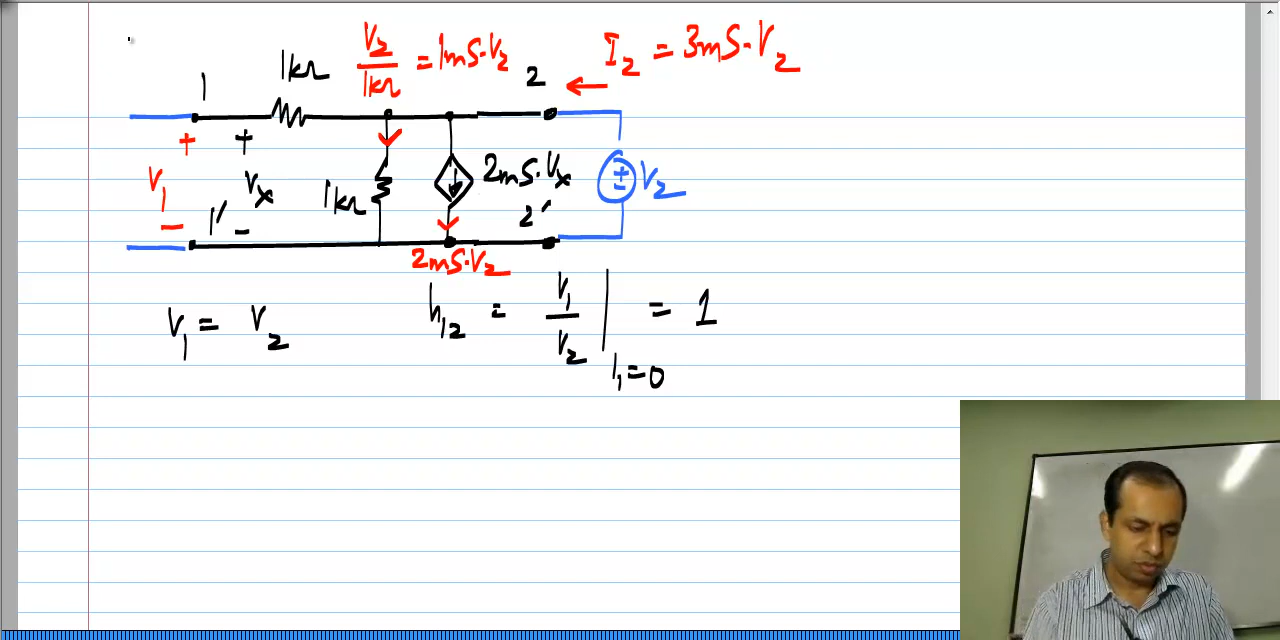 1kΩ V2/1kΩ = 1mS·V2 I2 = 3mS·V2
1 2
+ +
V1 Vx 1kΩ 2mS·Vx + − V2
− 1' − 2'
2mS·V2
V1 = V2 h12 = V1/V2 | I1=0 = 1